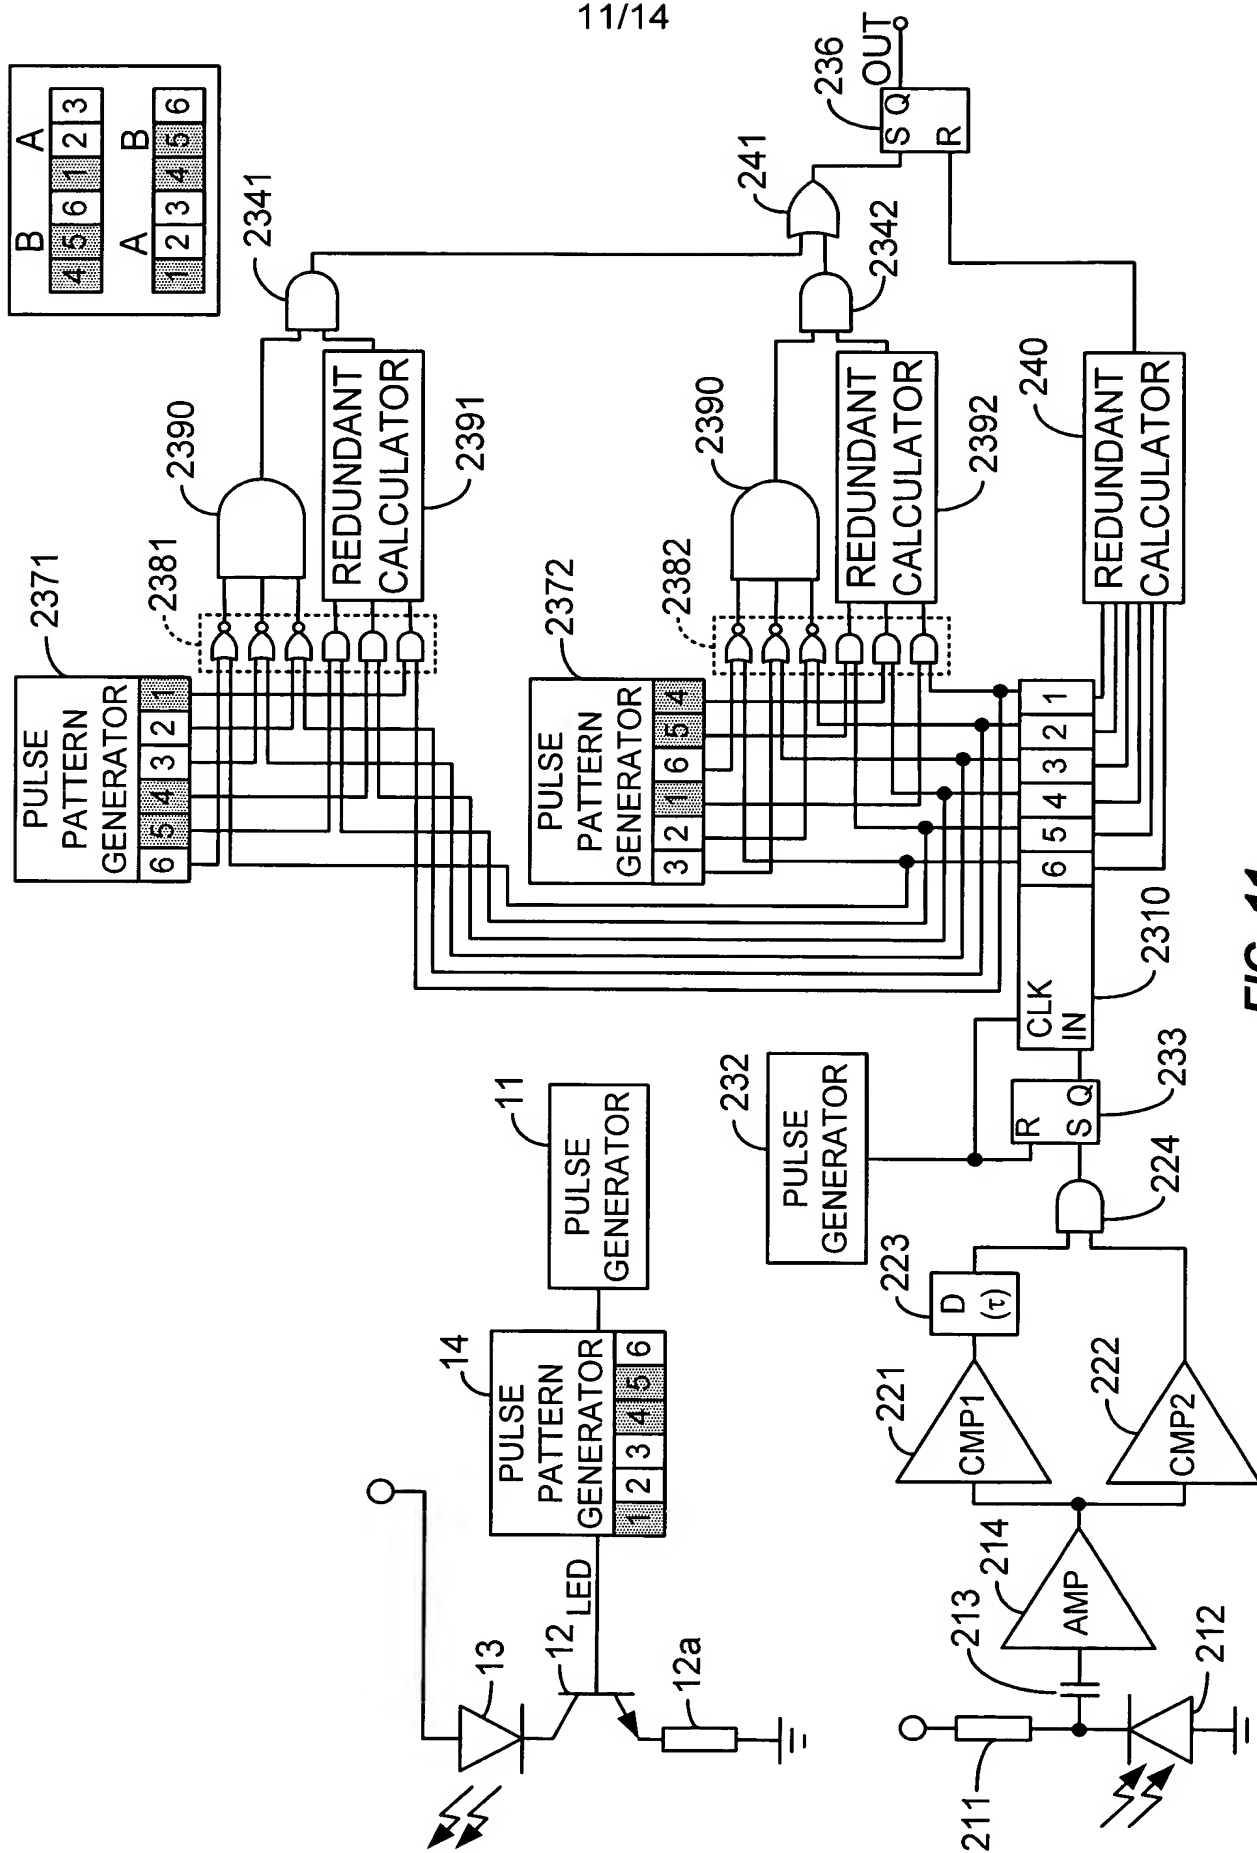 11/14
B
A
4 5 6 1 2 3
A
B
1 2 3 4 5 6
2371
PULSE
PATTERN
GENERATOR
6 5 4 3 2 1
2381
2390
2341
REDUNDANT
CALCULATOR
2391
2372
PULSE
PATTERN
GENERATOR
3 2 1 6 5 4
2382
2390
2342
REDUNDANT
CALCULATOR
2392
241
236
S Q
R
OUT
240
REDUNDANT
CALCULATOR
6 5 4 3 2 1
CLK
IN
2310
11
PULSE
GENERATOR
14
PULSE
PATTERN
GENERATOR
1 2 3 4 5 6
LED
13
12
12a
232
PULSE
GENERATOR
R
S Q
233
224
223
D
(τ)
221
CMP1
222
CMP2
214
AMP
213
212
211